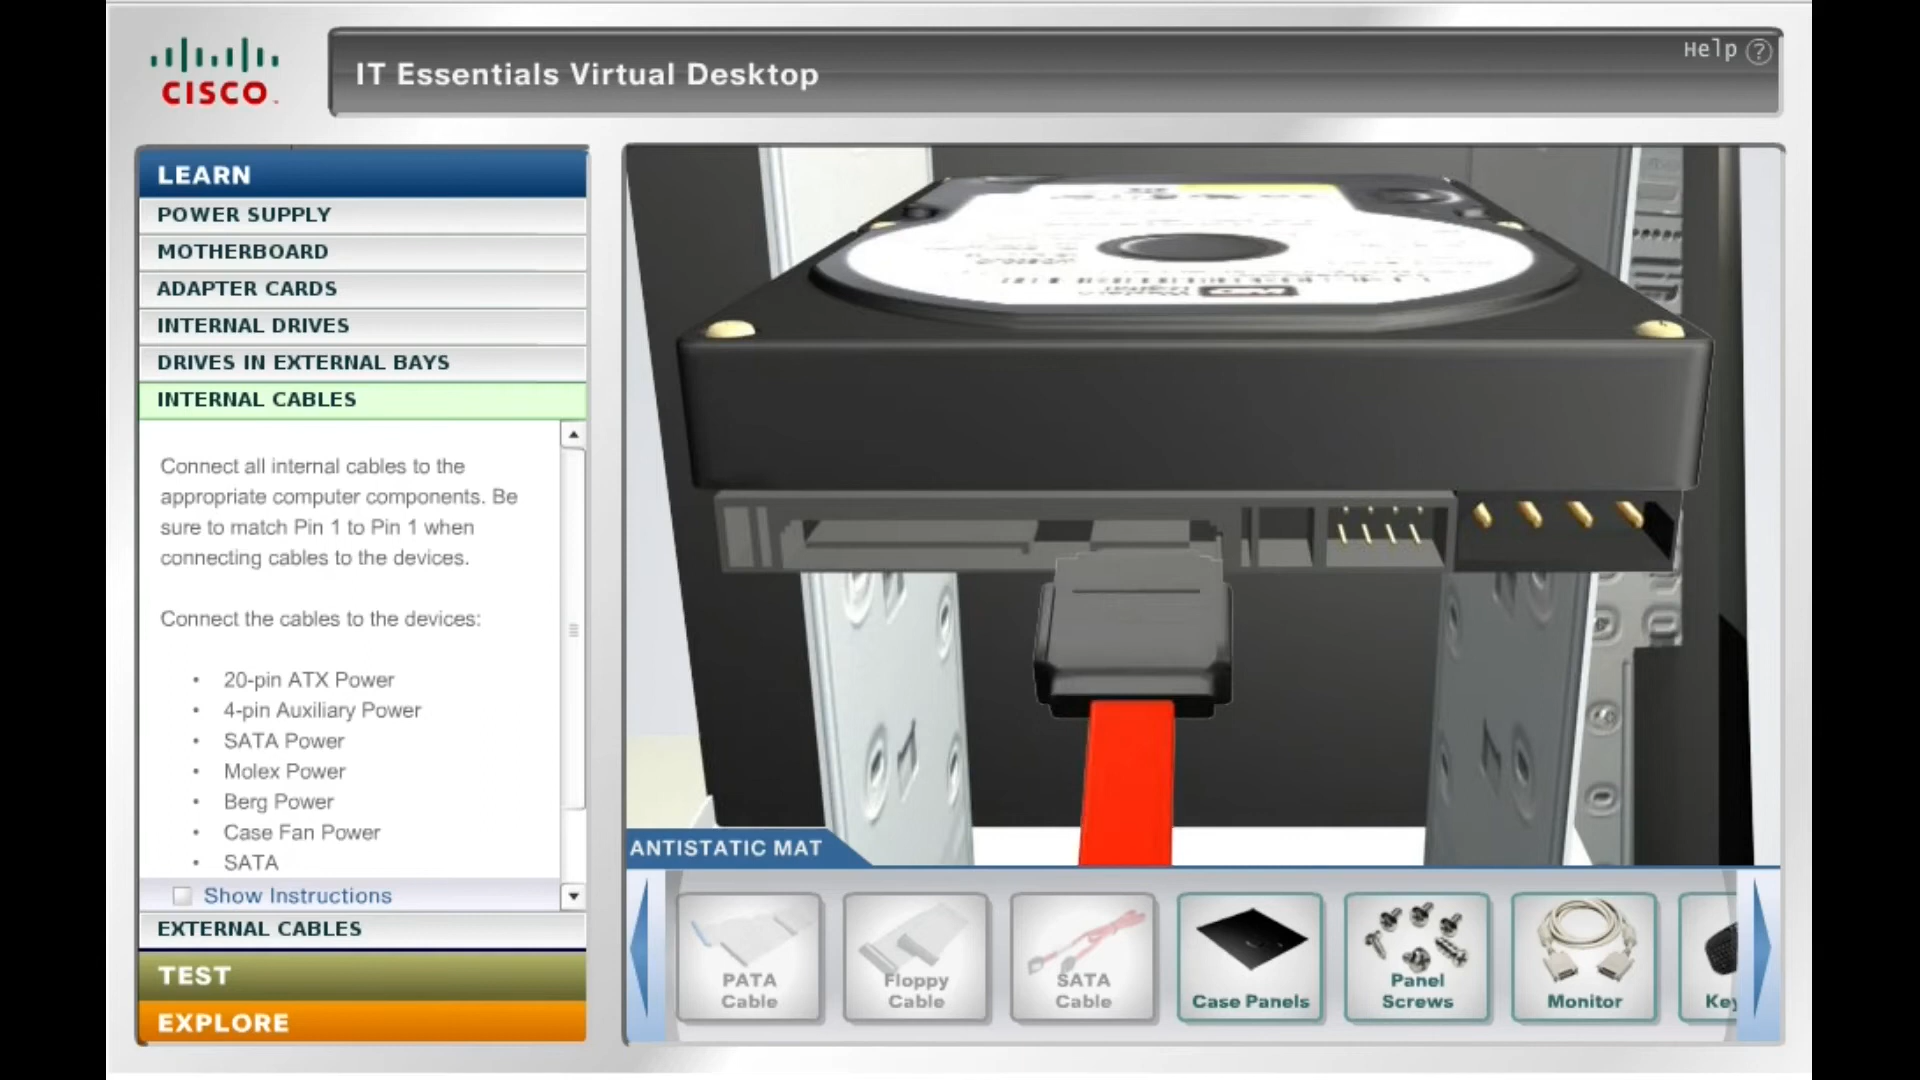 CISCO
IT Essentials Virtual Desktop
Help ?
LEARN
POWER SUPPLY
MOTHERBOARD
ADAPTER CARDS
INTERNAL DRIVES
DRIVES IN EXTERNAL BAYS
INTERNAL CABLES
Connect all internal cables to the
appropriate computer components. Be
sure to match Pin 1 to Pin 1 when
connecting cables to the devices.
Connect the cables to the devices:
• 20-pin ATX Power
• 4-pin Auxiliary Power
• SATA Power
• Molex Power
• Berg Power
• Case Fan Power
• SATA
Show Instructions
EXTERNAL CABLES
TEST
EXPLORE
ANTISTATIC MAT
PATA
Cable
Floppy
Cable
SATA
Cable
Case Panels
Panel
Screws
Monitor
Key